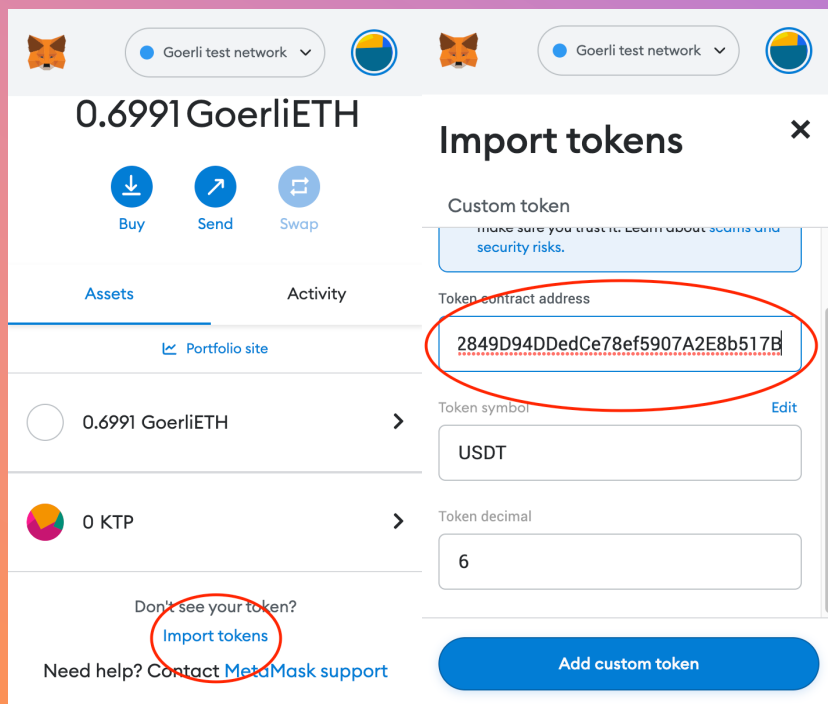 Goerli test network
0.6991 GoerliETH
Buy
Send
Swap
Assets
Activity
Portfolio site
0.6991 GoerliETH
0 KTP
Don't see your token?
Import tokens
Need help? Contact MetaMask support
Goerli test network
Import tokens
Custom token
make sure you trust it. Learn about scams and
security risks.
Token contract address
2849D94DDedCe78ef5907A2E8b517B
Token symbol
Edit
USDT
Token decimal
6
Add custom token